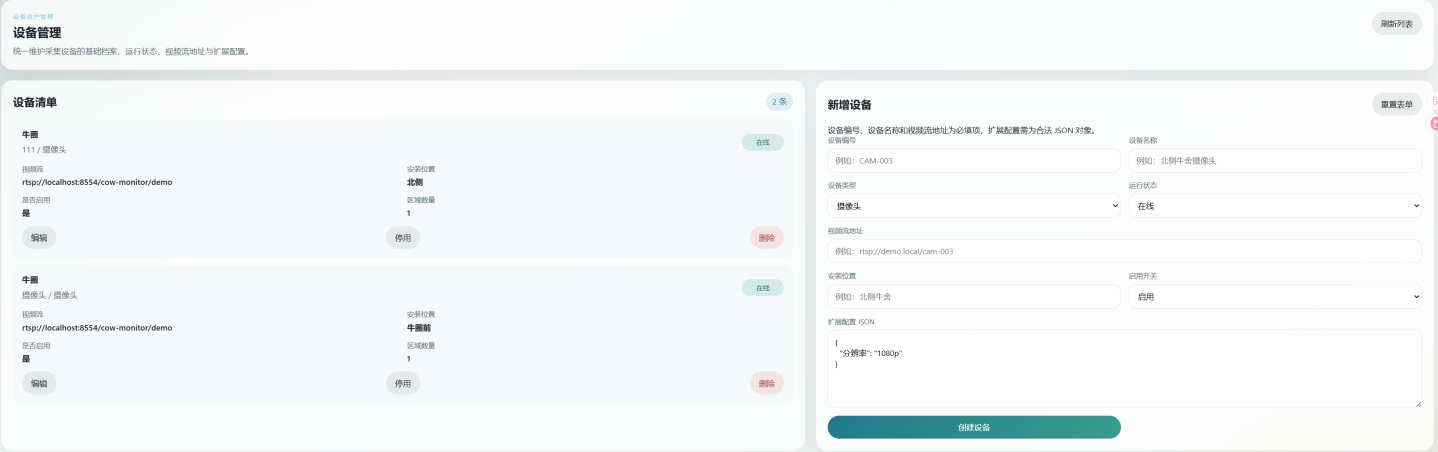 设备资产管理
设备管理
统一维护采集设备的基础档案、运行状态、视频流地址与扩展配置。
刷新列表
设备清单
2 条
牛圈
111 / 摄像头
在线
视频流
安装位置
rtsp://localhost:8554/cow-monitor/demo
北侧
是否启用
区域数量
是
1
编辑
停用
删除
牛圈
摄像头 / 摄像头
在线
视频流
安装位置
rtsp://localhost:8554/cow-monitor/demo
牛圈前
是否启用
区域数量
是
1
编辑
停用
删除
新增设备
重置表单
设备编号、设备名称和视频流地址为必填项，扩展配置需为合法 JSON 对象。
设备编号
设备名称
例如：CAM-003
例如：北侧牛舍摄像头
设备类型
运行状态
摄像头
在线
视频流地址
例如：rtsp://demo.local/cam-003
安装位置
启用开关
例如：北侧牛舍
启用
扩展配置 JSON
{
"分辨率": "1080p"
}
创建设备